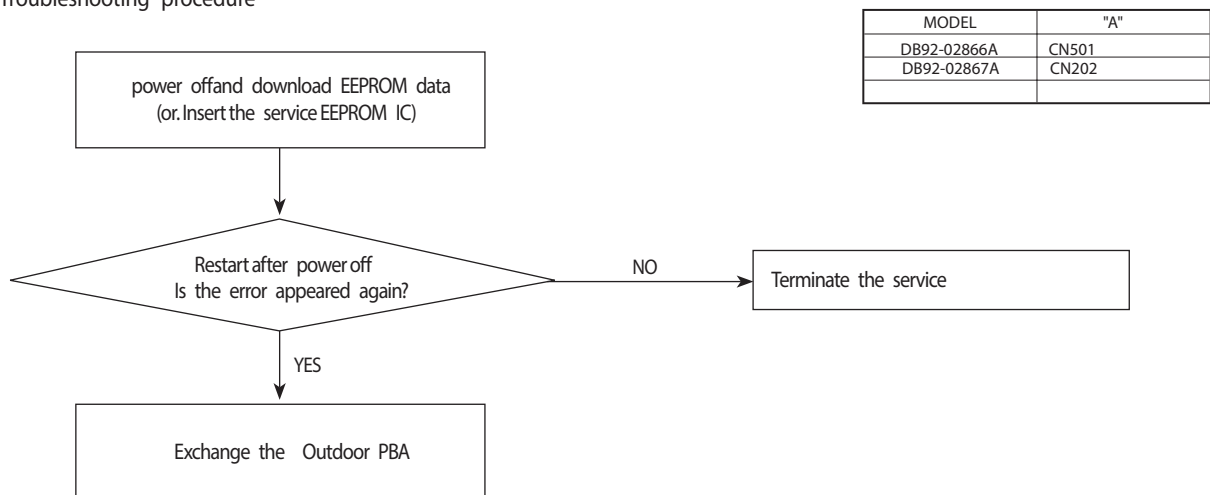 Troubleshooting procedure
MODEL "A"
DB92-02866A CN501
DB92-02867A CN202
power offand download EEPROM data
(or.Insert the service EEPROM IC)
Restart after power off
Is the error appeared again?
NO
Terminate the service
YES
Exchange the Outdoor PBA